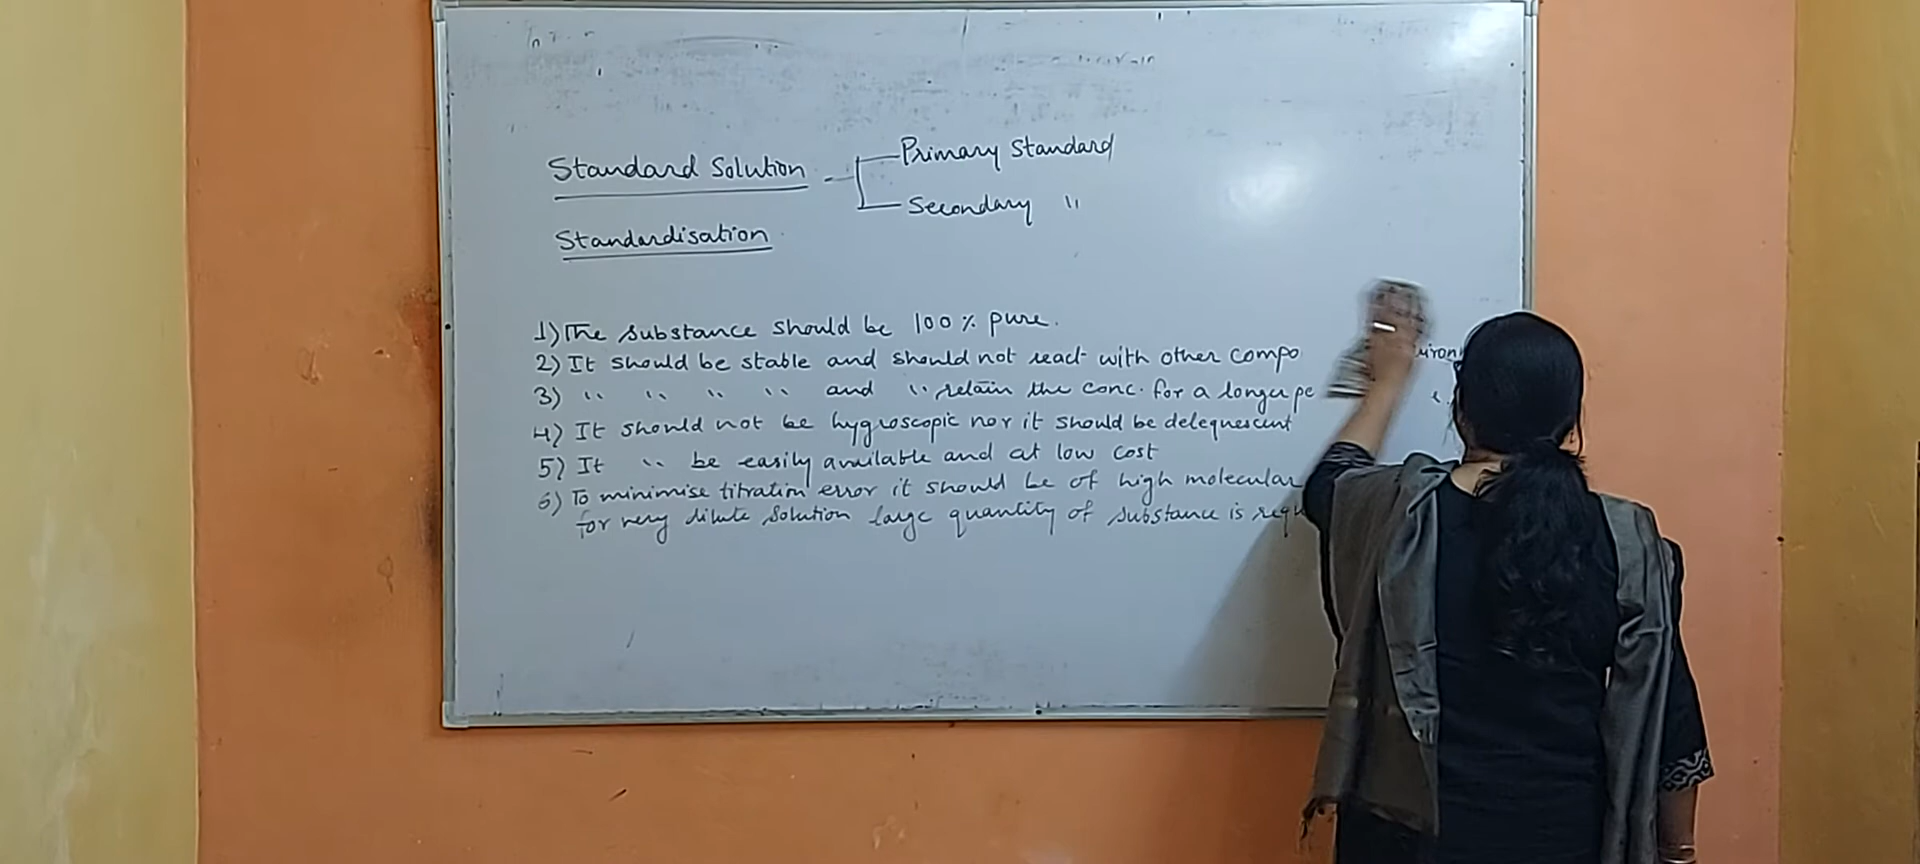 Standard Solution
Primary Standard
Secondary "
Standardisation
1) The substance should be 100% pure.
2) It should be stable and should not react with other compo
3) " " " " and " retain the conc. for a longer pe
4) It should not be hygroscopic nor it should be delequescent
5) It " be easily available and at low cost
6) To minimise titration error it should be of high molecular
for very dilute solution large quantity of substance is requ